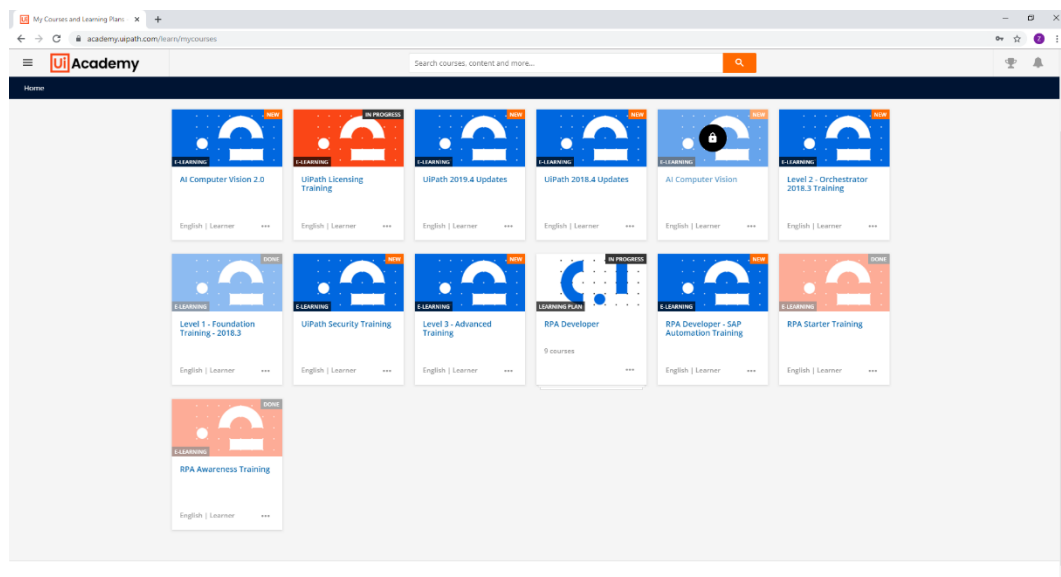 My Courses and Learning Plans
academy.uipath.com/learn/mycourses
7
Ui Academy
Search courses, content and more...
Home
NEW
E-LEARNING
AI Computer Vision 2.0
English | Learner
IN PROGRESS
E-LEARNING
UiPath Licensing
Training
English | Learner
NEW
E-LEARNING
UiPath 2019.4 Updates
English | Learner
NEW
E-LEARNING
UiPath 2018.4 Updates
English | Learner
NEW
E-LEARNING
AI Computer Vision
English | Learner
NEW
E-LEARNING
Level 2 - Orchestrator
2018.3 Training
English | Learner
DONE
E-LEARNING
Level 1 - Foundation
Training - 2018.3
English | Learner
NEW
E-LEARNING
UiPath Security Training
English | Learner
NEW
E-LEARNING
Level 3 - Advanced
Training
English | Learner
IN PROGRESS
LEARNING PLAN
RPA Developer
9 courses
NEW
E-LEARNING
RPA Developer - SAP
Automation Training
English | Learner
DONE
E-LEARNING
RPA Starter Training
English | Learner
DONE
E-LEARNING
RPA Awareness Training
English | Learner